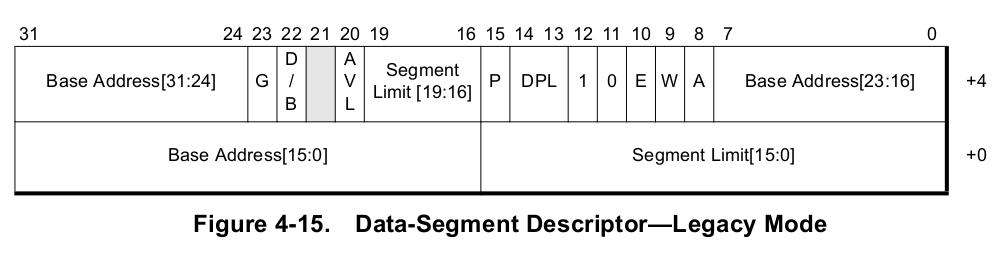 31 24 23 22 21 20 19 16 15 14 13 12 11 10 9 8 7 0
Base Address[31:24] G D/B AVL Segment Limit [19:16] P DPL 1 0 E W A Base Address[23:16] +4
Base Address[15:0] Segment Limit[15:0] +0
Figure 4-15. Data-Segment Descriptor—Legacy Mode